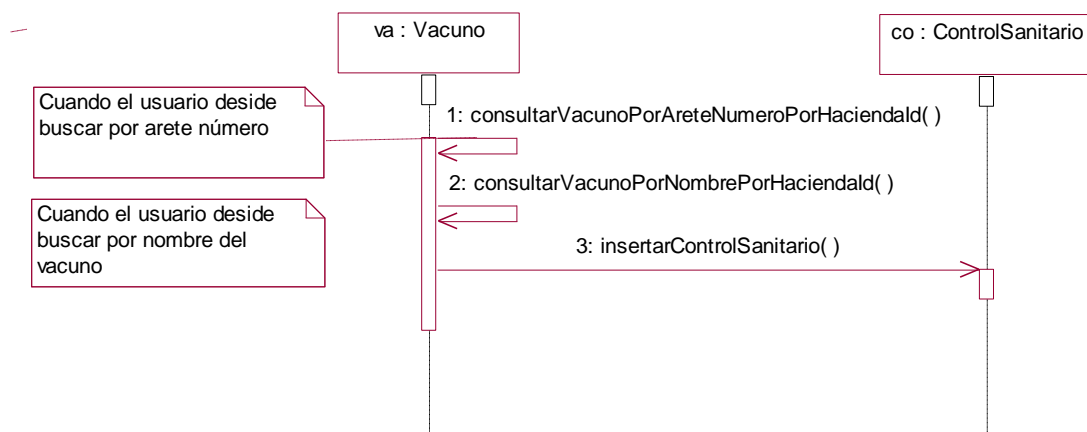 va : Vacuno
co : ControlSanitario
Cuando el usuario deside
buscar por arete número
1: consultarVacunoPorAreteNumeroPorHaciendaId( )
2: consultarVacunoPorNombrePorHaciendaId( )
Cuando el usuario deside
buscar por nombre del
vacuno
3: insertarControlSanitario( )